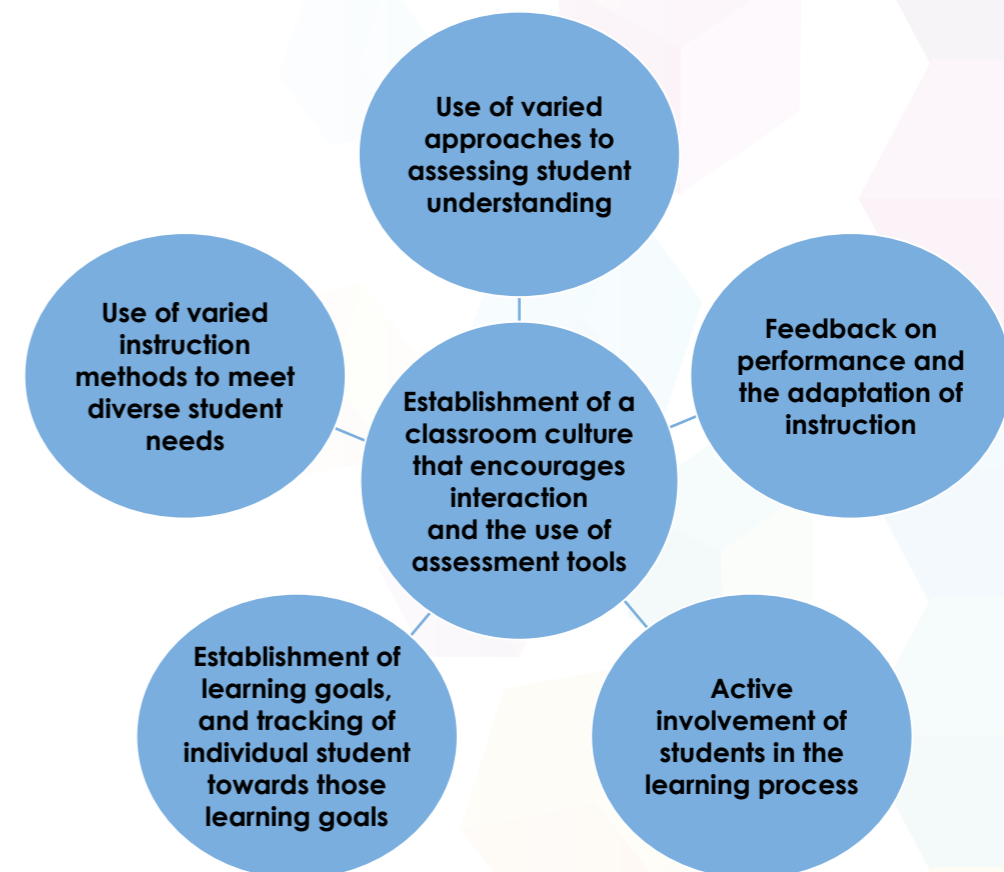 Use of varied
approaches to
assessing student
understanding
Feedback on
performance and
the adaptation of
instruction
Active
involvement of
students in the
learning process
Establishment of
learning goals,
and tracking of
individual student
towards those
learning goals
Use of varied
instruction
methods to meet
diverse student
needs
Establishment of a
classroom culture
that encourages
interaction
and the use of
assessment tools